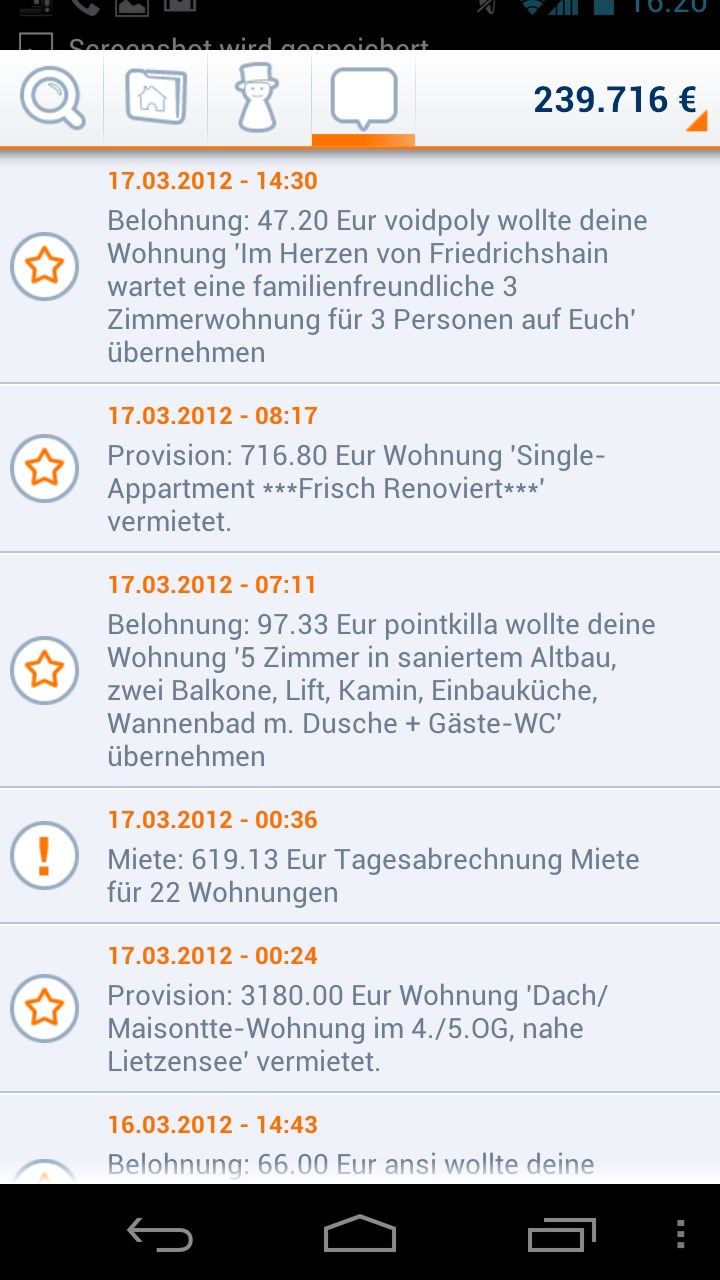 16:20
Screenshot wird gespeichert
239.716 €
17.03.2012 - 14:30
Belohnung: 47.20 Eur voidpoly wollte deine
Wohnung 'Im Herzen von Friedrichshain
wartet eine familienfreundliche 3
Zimmerwohnung für 3 Personen auf Euch'
übernehmen
17.03.2012 - 08:17
Provision: 716.80 Eur Wohnung 'Single-
Appartment ***Frisch Renoviert***'
vermietet.
17.03.2012 - 07:11
Belohnung: 97.33 Eur pointkilla wollte deine
Wohnung '5 Zimmer in saniertem Altbau,
zwei Balkone, Lift, Kamin, Einbauküche,
Wannenbad m. Dusche + Gäste-WC'
übernehmen
17.03.2012 - 00:36
Miete: 619.13 Eur Tagesabrechnung Miete
für 22 Wohnungen
17.03.2012 - 00:24
Provision: 3180.00 Eur Wohnung 'Dach/
Maisontte-Wohnung im 4./5.OG, nahe
Lietzensee' vermietet.
16.03.2012 - 14:43
Belohnung: 66.00 Eur ansi wollte deine